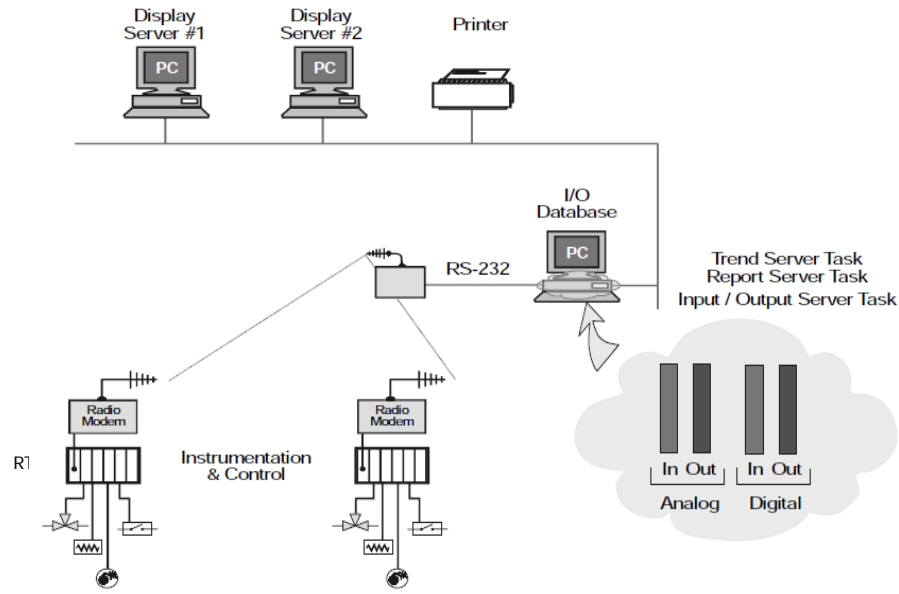 Display
Server #1
Display
Server #2
Printer
PC
PC
I/O
Database
PC
RS-232
Trend Server Task
Report Server Task
Input / Output Server Task
Radio
Modem
Radio
Modem
Instrumentation
& Control
In Out
In Out
Analog
Digital